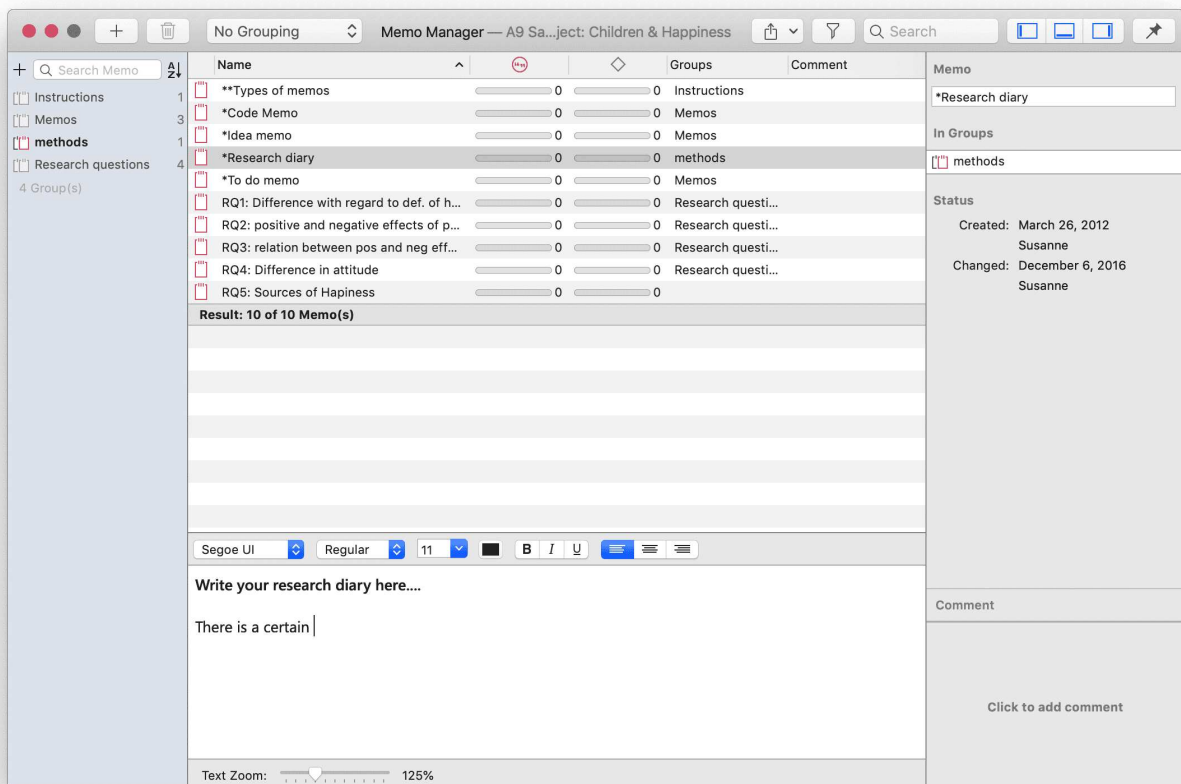 No Grouping
Memo Manager — A9 Sa...ject: Children & Happiness
Search
Search Memo
Instructions 1
Memos 3
methods 1
Research questions 4
4 Group(s)
Name Groups Comment
**Types of memos 0 0 Instructions
*Code Memo 0 0 Memos
*Idea memo 0 0 Memos
*Research diary 0 0 methods
*To do memo 0 0 Memos
RQ1: Difference with regard to def. of h... 0 0 Research questi...
RQ2: positive and negative effects of p... 0 0 Research questi...
RQ3: relation between pos and neg eff... 0 0 Research questi...
RQ4: Difference in attitude 0 0 Research questi...
RQ5: Sources of Hapiness 0 0
Result: 10 of 10 Memo(s)
Segoe UI Regular 11 B I U
Write your research diary here....
There is a certain
Text Zoom: 125%
Memo
*Research diary
In Groups
methods
Status
Created: March 26, 2012
Susanne
Changed: December 6, 2016
Susanne
Comment
Click to add comment